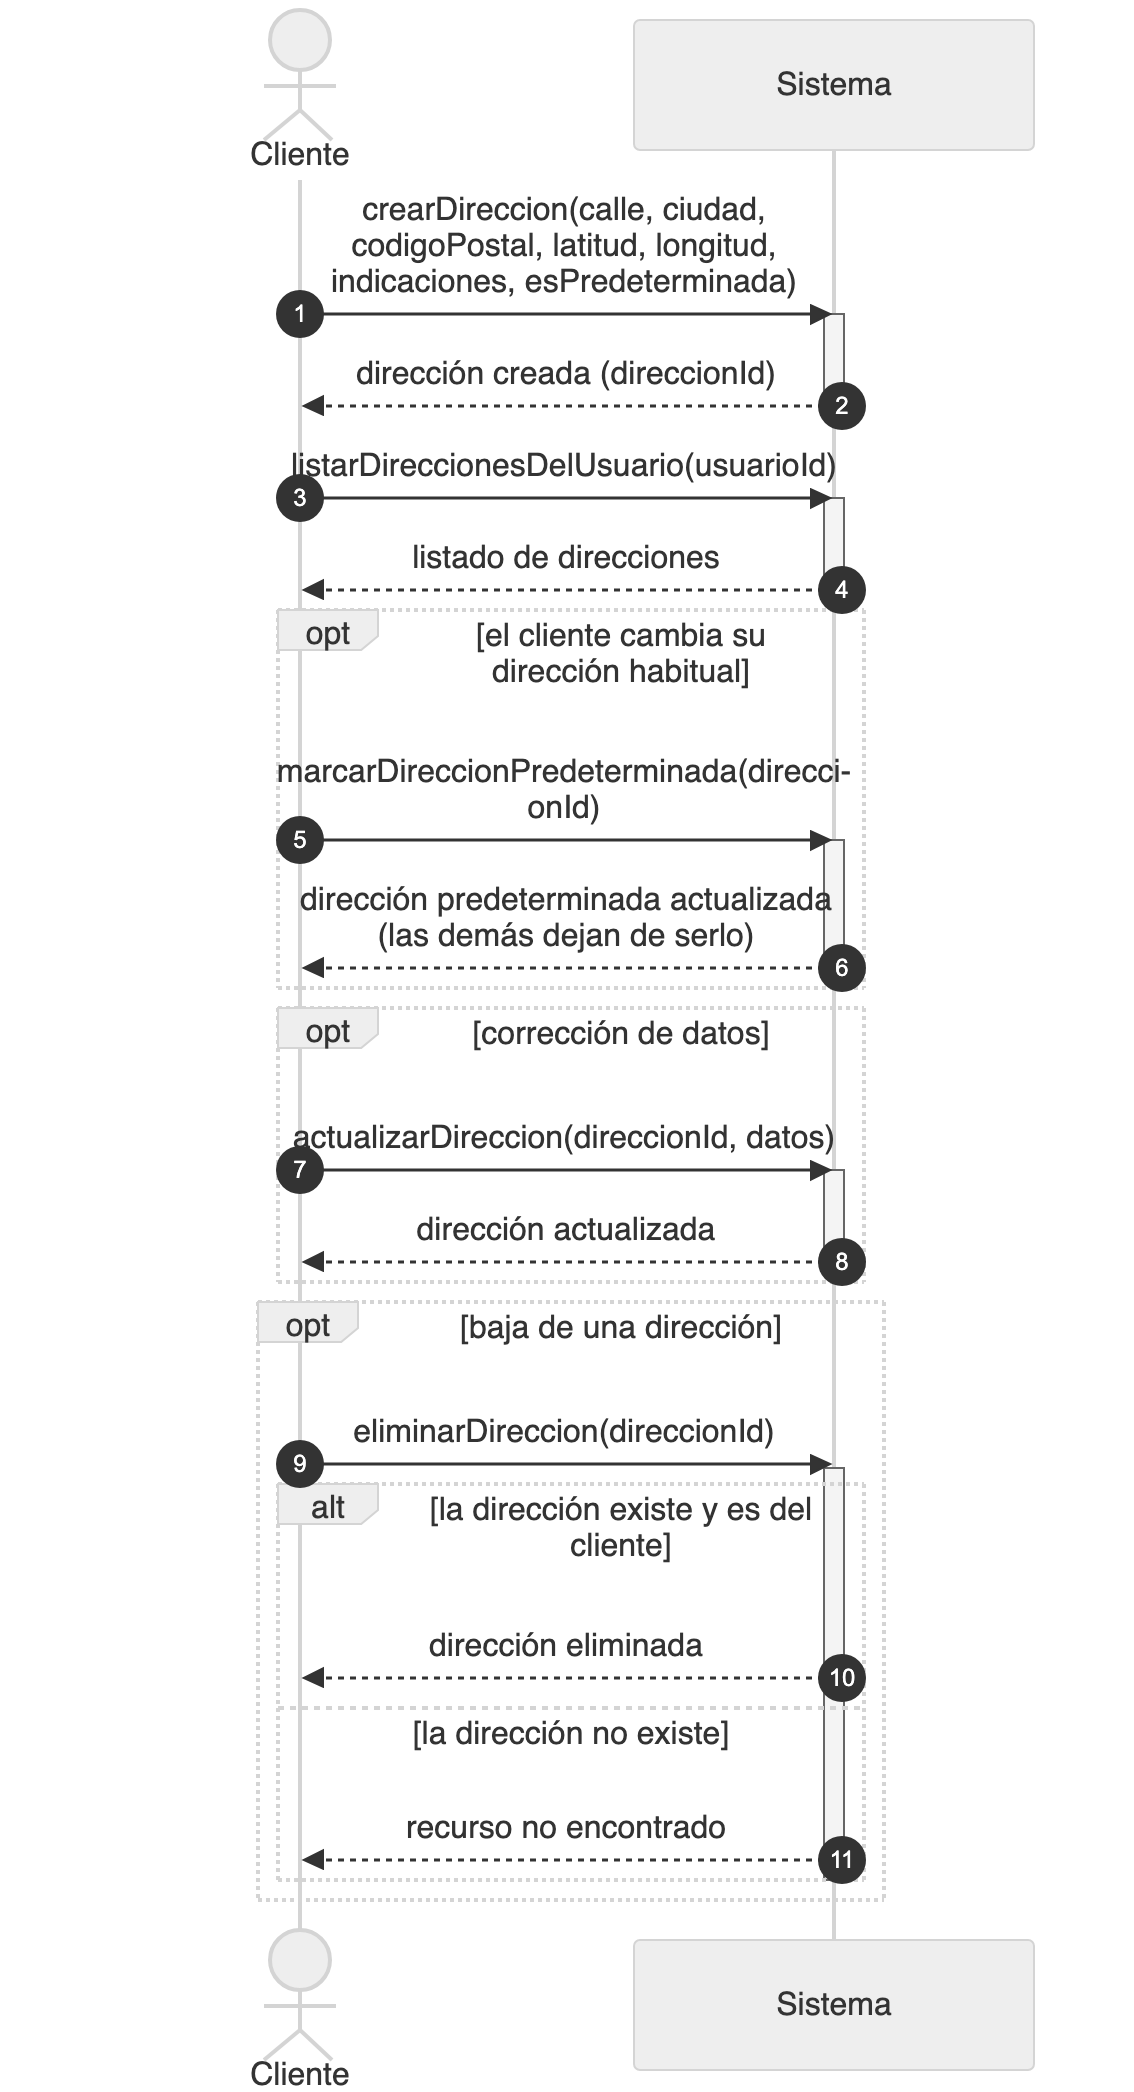 Cliente
Sistema
crearDireccion(calle, ciudad,
codigoPostal, latitud, longitud,
indicaciones, esPredeterminada)
1
dirección creada (direccionId)
2
listarDireccionesDelUsuario(usuarioId)
3
listado de direcciones
4
opt
[el cliente cambia su
dirección habitual]
marcarDireccionPredeterminada(direcci-
onId)
5
dirección predeterminada actualizada
(las demás dejan de serlo)
6
opt
[corrección de datos]
actualizarDireccion(direccionId, datos)
7
dirección actualizada
8
opt
[baja de una dirección]
eliminarDireccion(direccionId)
9
alt
[la dirección existe y es del
cliente]
dirección eliminada
10
[la dirección no existe]
recurso no encontrado
11
Cliente
Sistema